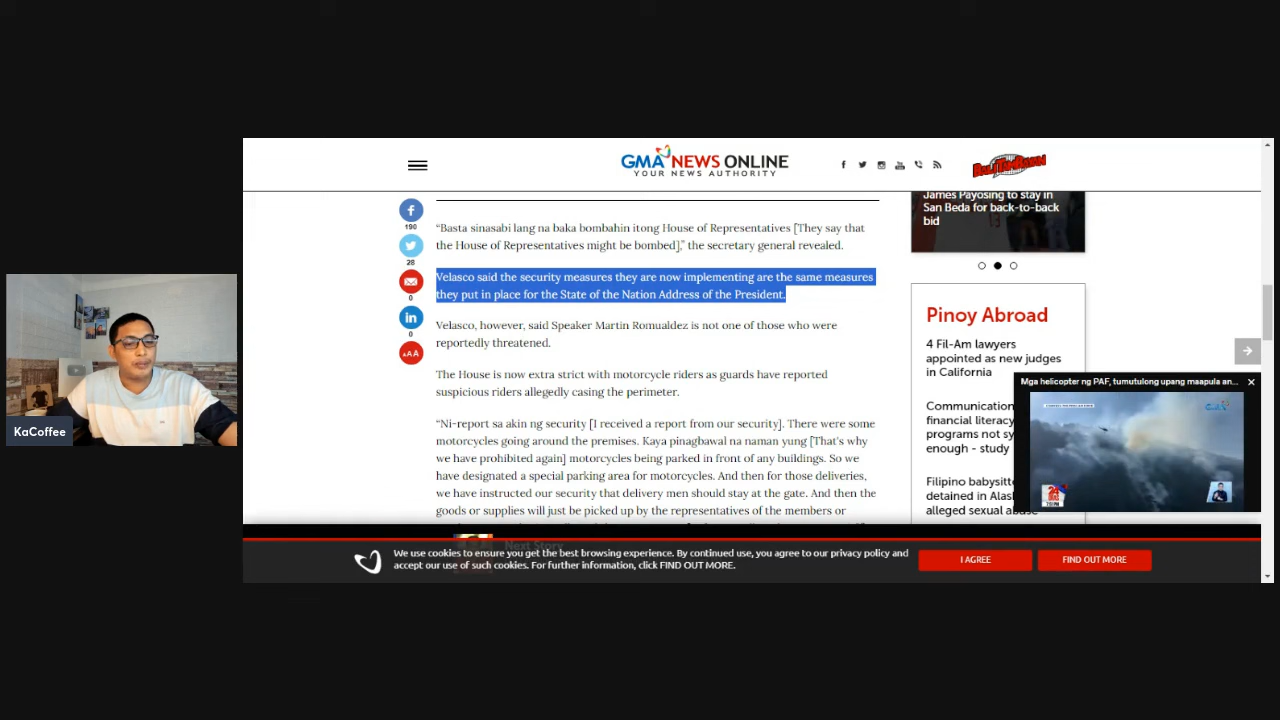 GMA NEWS ONLINE
YOUR NEWS AUTHORITY
BALITAMBAYAN
190
28
0
in
0
AAA
“Basta sinasabi lang na baka bombahin itong House of Representatives [They say that
the House of Representatives might be bombed],” the secretary general revealed.
Velasco said the security measures they are now implementing are the same measures
they put in place for the State of the Nation Address of the President.
Velasco, however, said Speaker Martin Romualdez is not one of those who were
reportedly threatened.
The House is now extra strict with motorcycle riders as guards have reported
suspicious riders allegedly casing the perimeter.
“Ni-report sa akin ng security [I received a report from our security]. There were some
motorcycles going around the premises. Kaya pinagbawal na naman yung [That's why
we have prohibited again] motorcycles being parked in front of any buildings. So we
have designated a special parking area for motorcycles. And then for those deliveries,
we have instructed our security that delivery men should stay at the gate. And then the
goods or supplies will just be picked up by the representatives of the members or
James Payosing to stay in
San Beda for back-to-back
bid
Pinoy Abroad
4 Fil-Am lawyers
appointed as new judges
in California
Communication
financial literacy
programs not
enough - study
Filipino babysitt
detained in Alas
alleged sexual abuse
Mga helicopter ng PAF, tumutulong upang maapula an...
24
ORAS
KaCoffee
Next Story
We use cookies to ensure you get the best browsing experience. By continued use, you agree to our privacy policy and
accept our use of such cookies. For further information, click FIND OUT MORE.
I AGREE
FIND OUT MORE